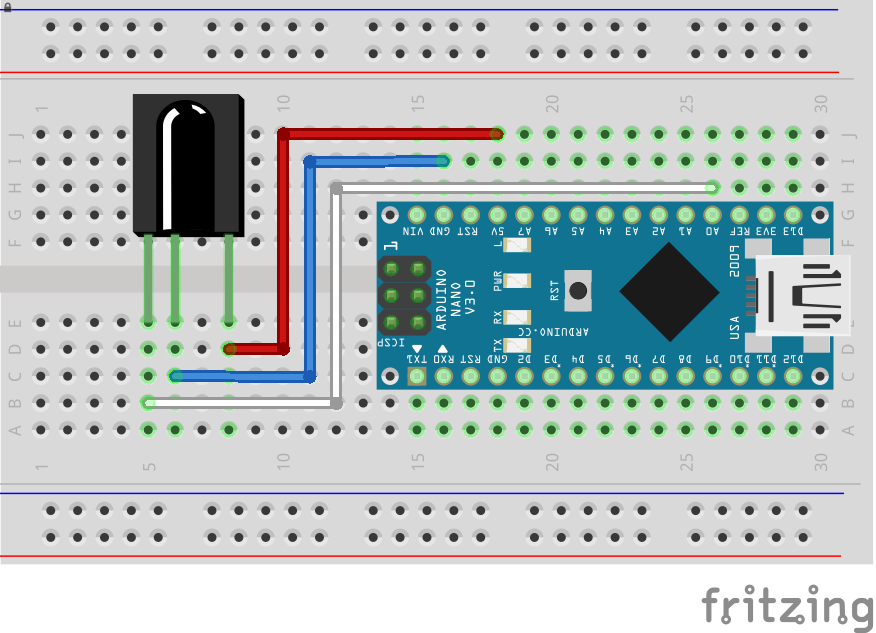 1 10 15 20 25 30
J J
I I
H H
G G
F F
VIN GND RST 5V A7 A6 A5 A4 A3 A2 A1 A0 REF 3V3 D13
1
L
PWR
RX
TX
ARDUINO
NANO
V3.0
ICSP
RST
ARDUINO.CC
2009
USA
E E
D D
TX1 RX0 RST GND D2 D3 D4 D5 D6 D7 D8 D9 D10 D11 D12
C C
B B
A A
1 5 10 15 20 25 30
fritzing